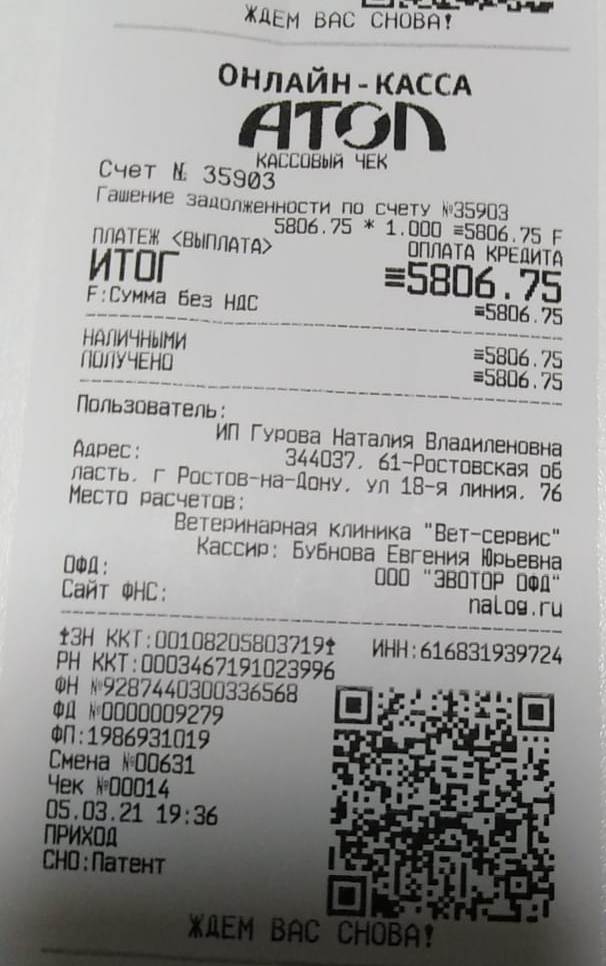 ЖДЕМ ВАС СНОВА!
ОНЛАЙН-КАССА
АТОЛ
КАССОВЫЙ ЧЕК
Счет № 35903
Гашение задолженности по счету №35903
5806.75 * 1.000 ≡5806.75 F
ПЛАТЕЖ <ВЫПЛАТА> ОПЛАТА КРЕДИТА
ИТОГ ≡5806.75
F:Сумма без НДС ≡5806.75
НАЛИЧНЫМИ ≡5806.75
ПОЛУЧЕНО ≡5806.75
Пользователь:
ИП Гурова Наталия Владиленовна
Адрес: 344037, 61-Ростовская об
ласть, г Ростов-на-Дону, ул 18-я линия, 76
Место расчетов:
Ветеринарная клиника "Вет-сервис"
Кассир: Бубнова Евгения Юрьевна
ОФД: ООО "ЭВОТОР ОФД"
Сайт ФНС: nalog.ru
ЗН ККТ:00108205803719 ИНН:616831939724
РН ККТ:0003467191023996
ФН №9287440300336568
ФД №0000009279
ФП:1986931019
Смена №00631
Чек №00014
05.03.21 19:36
ПРИХОД
СНО:Патент
ЖДЕМ ВАС СНОВА!